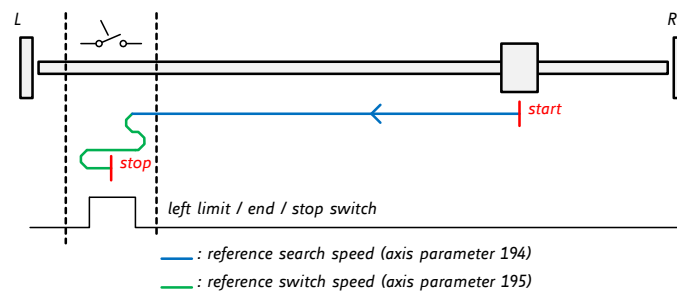 L
R
start
stop
left limit / end / stop switch
: reference search speed (axis parameter 194)
: reference switch speed (axis parameter 195)